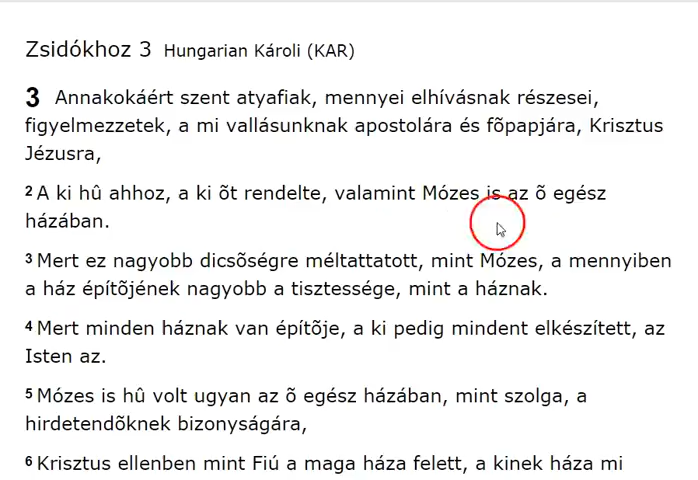 Zsidókhoz 3 Hungarian Károli (KAR)
3 Annakokáért szent atyafiak, mennyei elhívásnak részesei,
figyelmezzetek, a mi vallásunknak apostolára és fõpapjára, Krisztus
Jézusra,
2 A ki hû ahhoz, a ki õt rendelte, valamint Mózes is az õ egész
házában.
3 Mert ez nagyobb dicsõségre méltattatott, mint Mózes, a mennyiben
a ház építõjének nagyobb a tisztessége, mint a háznak.
4 Mert minden háznak van építõje, a ki pedig mindent elkészített, az
Isten az.
5 Mózes is hû volt ugyan az õ egész házában, mint szolga, a
hirdetendõknek bizonyságára,
6 Krisztus ellenben mint Fiú a maga háza felett, a kinek háza mi